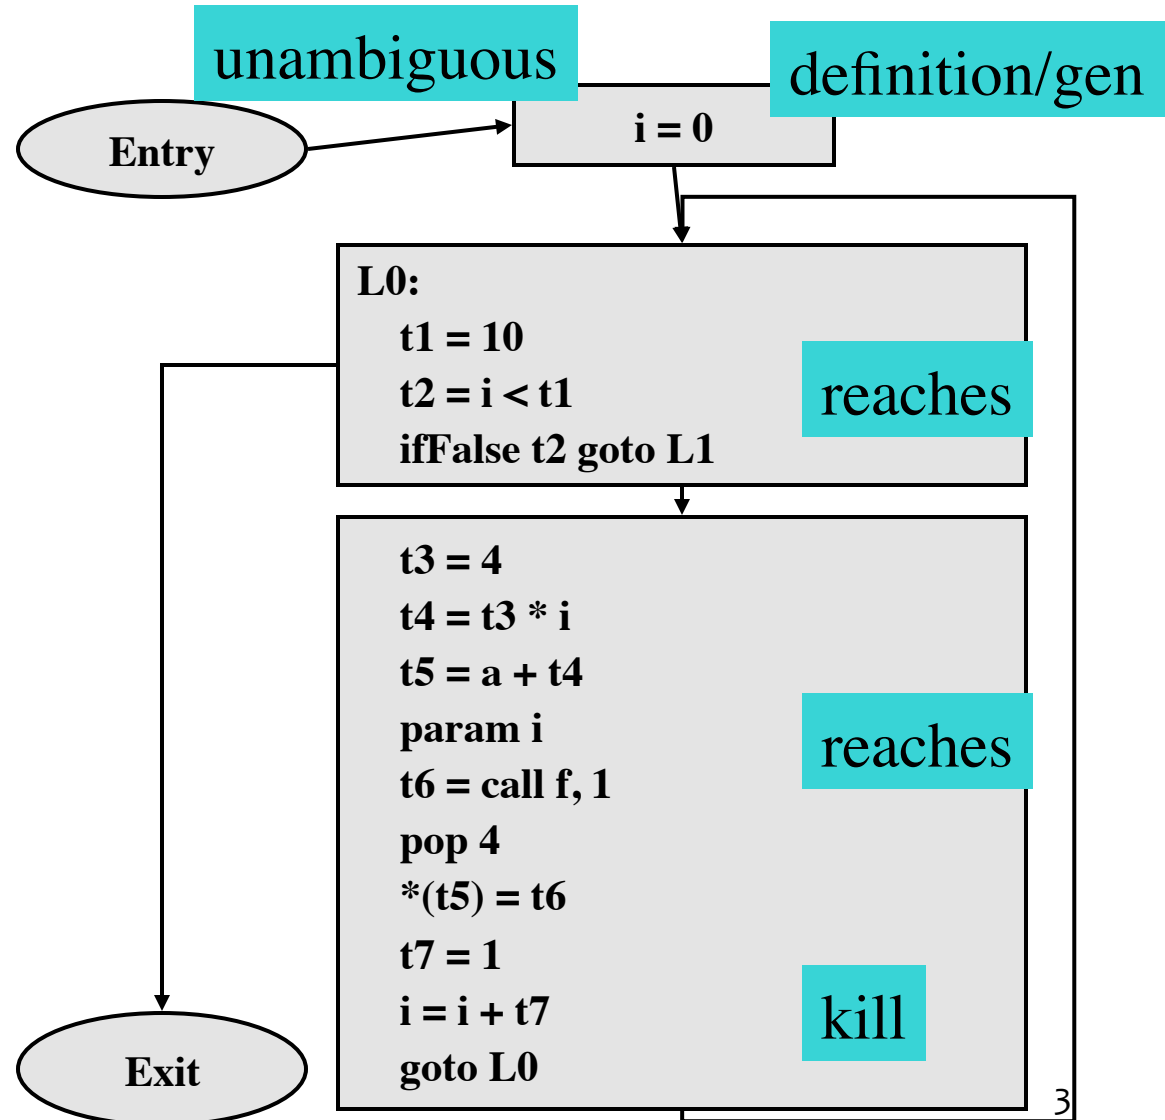 unambiguous
definition/gen
i = 0
Entry
L0:
t1 = 10
t2 = i < t1
reaches
ifFalse t2 goto L1
t3 = 4
t4 = t3 * i
t5 = a + t4
param i
reaches
t6 = call f, 1
pop 4
*(t5) = t6
t7 = 1
i = i + t7
kill
goto L0
Exit
3